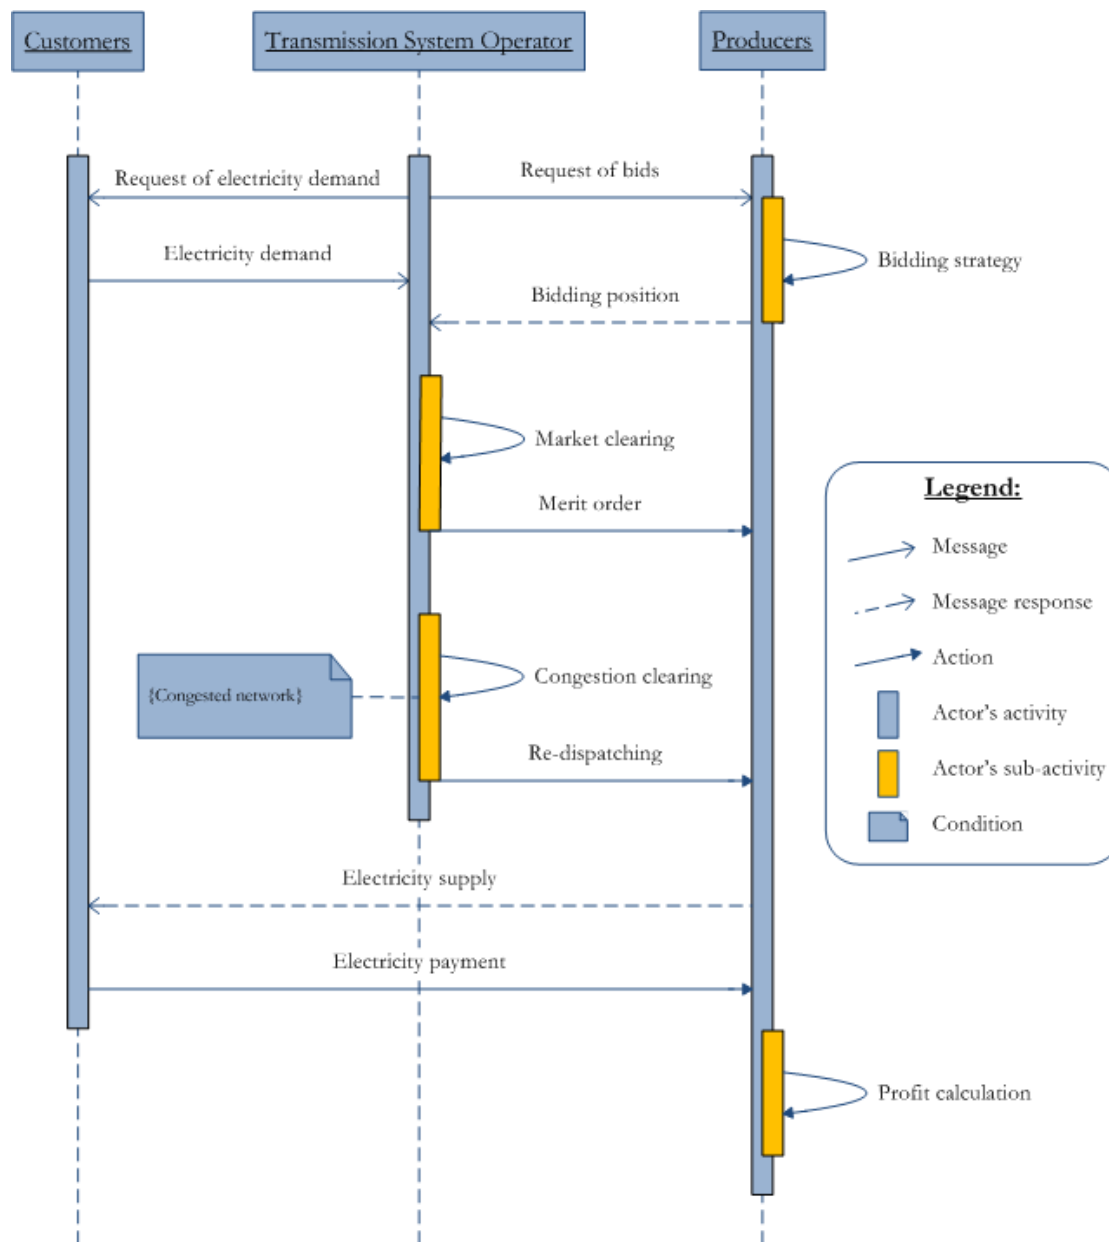 Customers
Transmission System Operator
Producers
Request of electricity demand
Request of bids
Electricity demand
Bidding strategy
Bidding position
Market clearing
Merit order
{Congested network}
Congestion clearing
Re-dispatching
Electricity supply
Electricity payment
Profit calculation
Legend:
Message
Message response
Action
Actor's activity
Actor's sub-activity
Condition